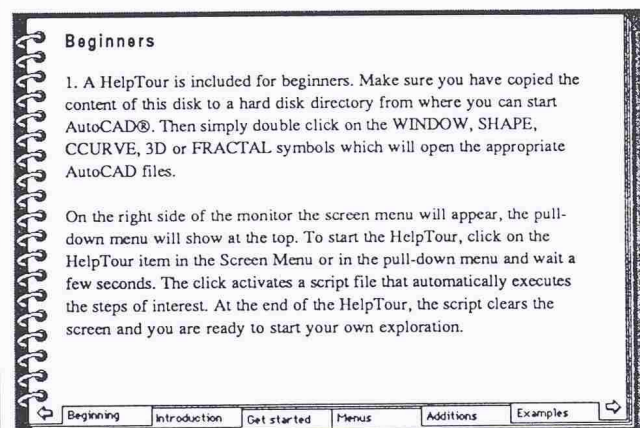 Beginners
1. A HelpTour is included for beginners. Make sure you have copied the
content of this disk to a hard disk directory from where you can start
AutoCAD®. Then simply double click on the WINDOW, SHAPE,
CCURVE, 3D or FRACTAL symbols which will open the appropriate
AutoCAD files.
On the right side of the monitor the screen menu will appear, the pull-
down menu will show at the top. To start the HelpTour, click on the
HelpTour item in the Screen Menu or in the pull-down menu and wait a
few seconds. The click activates a script file that automatically executes
the steps of interest. At the end of the HelpTour, the script clears the
screen and you are ready to start your own exploration.
Beginning Introduction Get started Menus Additions Examples